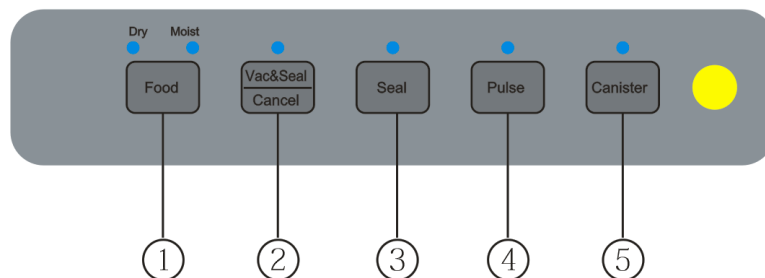 Dry Moist
Food
Vac&Seal
Cancel
Seal
Pulse
Canister
① ② ③ ④ ⑤